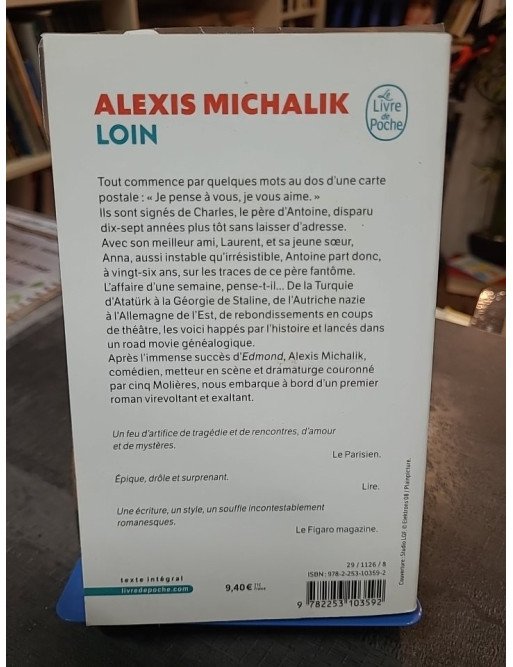 ALEXIS MICHALIK
LOIN
Le
Livre
de
Poche
Tout commence par quelques mots au dos d'une carte
postale : « Je pense à vous, je vous aime. »
Ils sont signés de Charles, le père d'Antoine, disparu
dix-sept années plus tôt sans laisser d'adresse.
Avec son meilleur ami, Laurent, et sa jeune sœur,
Anna, aussi instable qu'irrésistible, Antoine part donc,
à vingt-six ans, sur les traces de ce père fantôme.
L'affaire d'une semaine, pense-t-il... De la Turquie
d'Atatürk à la Géorgie de Staline, de l'Autriche nazie
à l'Allemagne de l'Est, de rebondissements en coups
de théâtre, les voici happés par l'histoire et lancés dans
un road movie généalogique.
Après l'immense succès d'Edmond, Alexis Michalik,
comédien, metteur en scène et dramaturge couronné
par cinq Molières, nous embarque à bord d'un premier
roman virevoltant et exaltant.
Un feu d'artifice de tragédie et de rencontres, d'amour
et de mystères.
Le Parisien.
Épique, drôle et surprenant.
Lire.
Une écriture, un style, un souffle incontestablement
romanesques.
Le Figaro magazine.
texte intégral
livredepoche.com
9,40 €
France
29 / 1126 / 8
ISBN : 978-2-253-10359-2
9 782253 103592